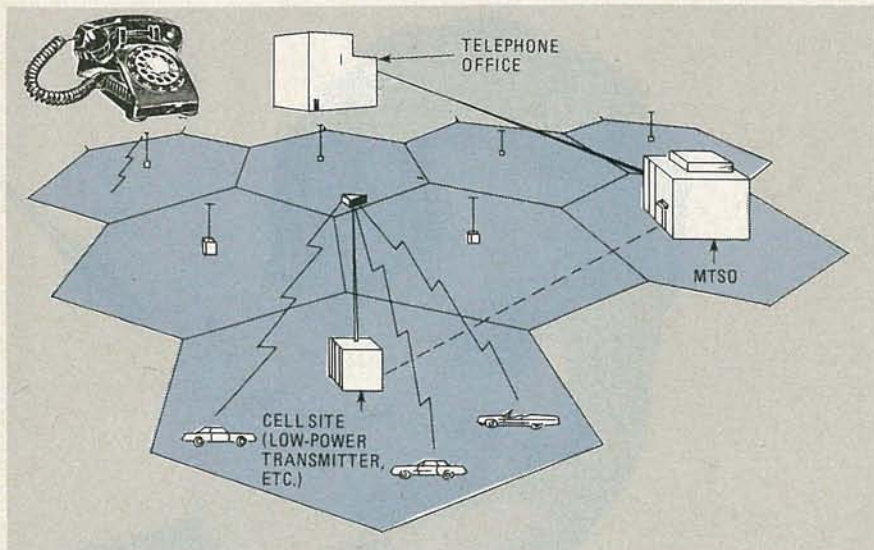 TELEPHONE
OFFICE
MTSO
CELL SITE
(LOW-POWER
TRANSMITTER,
ETC.)